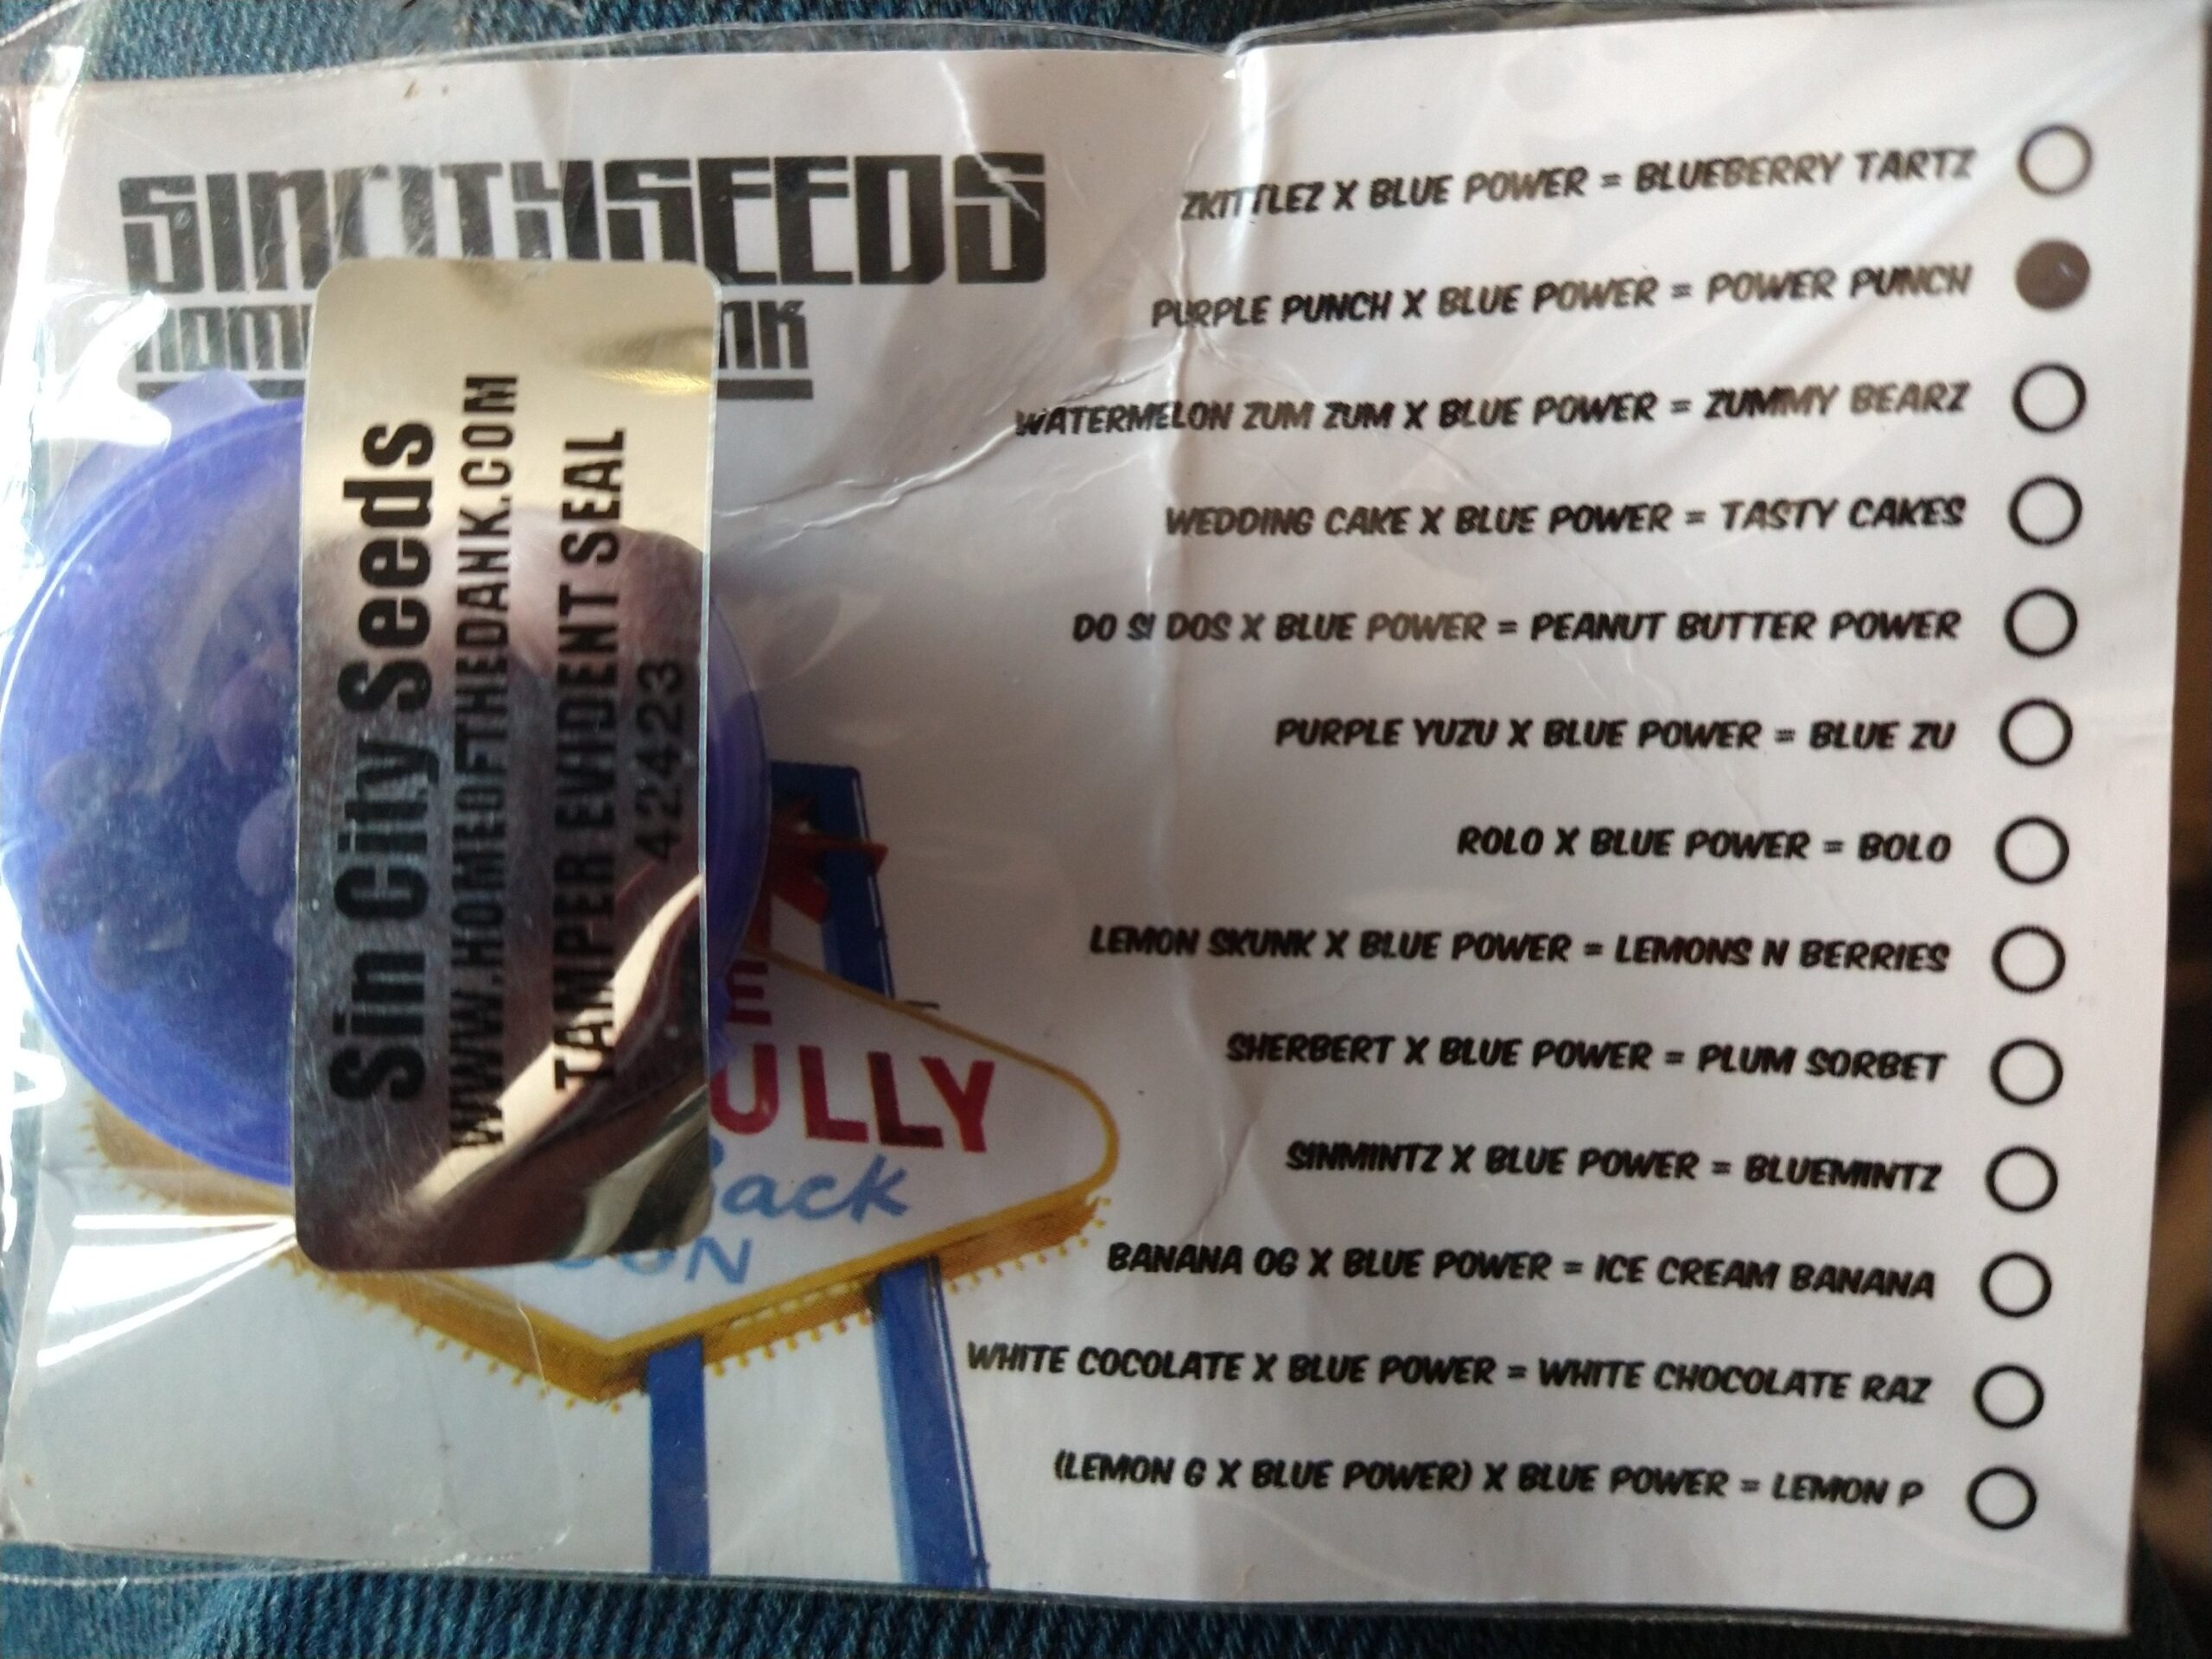 SINCITYSEEDS
Sin City Seeds
WWW.HOMEOFTHEDANK.COM
TAMPER EVIDENT SEAL
422423
ULLY
ack
ZKITTLEZ X BLUE POWER = BLUEBERRY TARTZ
PURPLE PUNCH X BLUE POWER = POWER PUNCH
WATERMELON ZUM ZUM X BLUE POWER = ZUMMY BEARZ
WEDDING CAKE X BLUE POWER = TASTY CAKES
DO SI DOS X BLUE POWER = PEANUT BUTTER POWER
PURPLE YUZU X BLUE POWER = BLUE ZU
ROLO X BLUE POWER = BOLO
LEMON SKUNK X BLUE POWER = LEMONS N BERRIES
SHERBERT X BLUE POWER = PLUM SORBET
SINMINTZ X BLUE POWER = BLUEMINTZ
BANANA OG X BLUE POWER = ICE CREAM BANANA
WHITE COCOLATE X BLUE POWER = WHITE CHOCOLATE RAZ
(LEMON G X BLUE POWER) X BLUE POWER = LEMON P